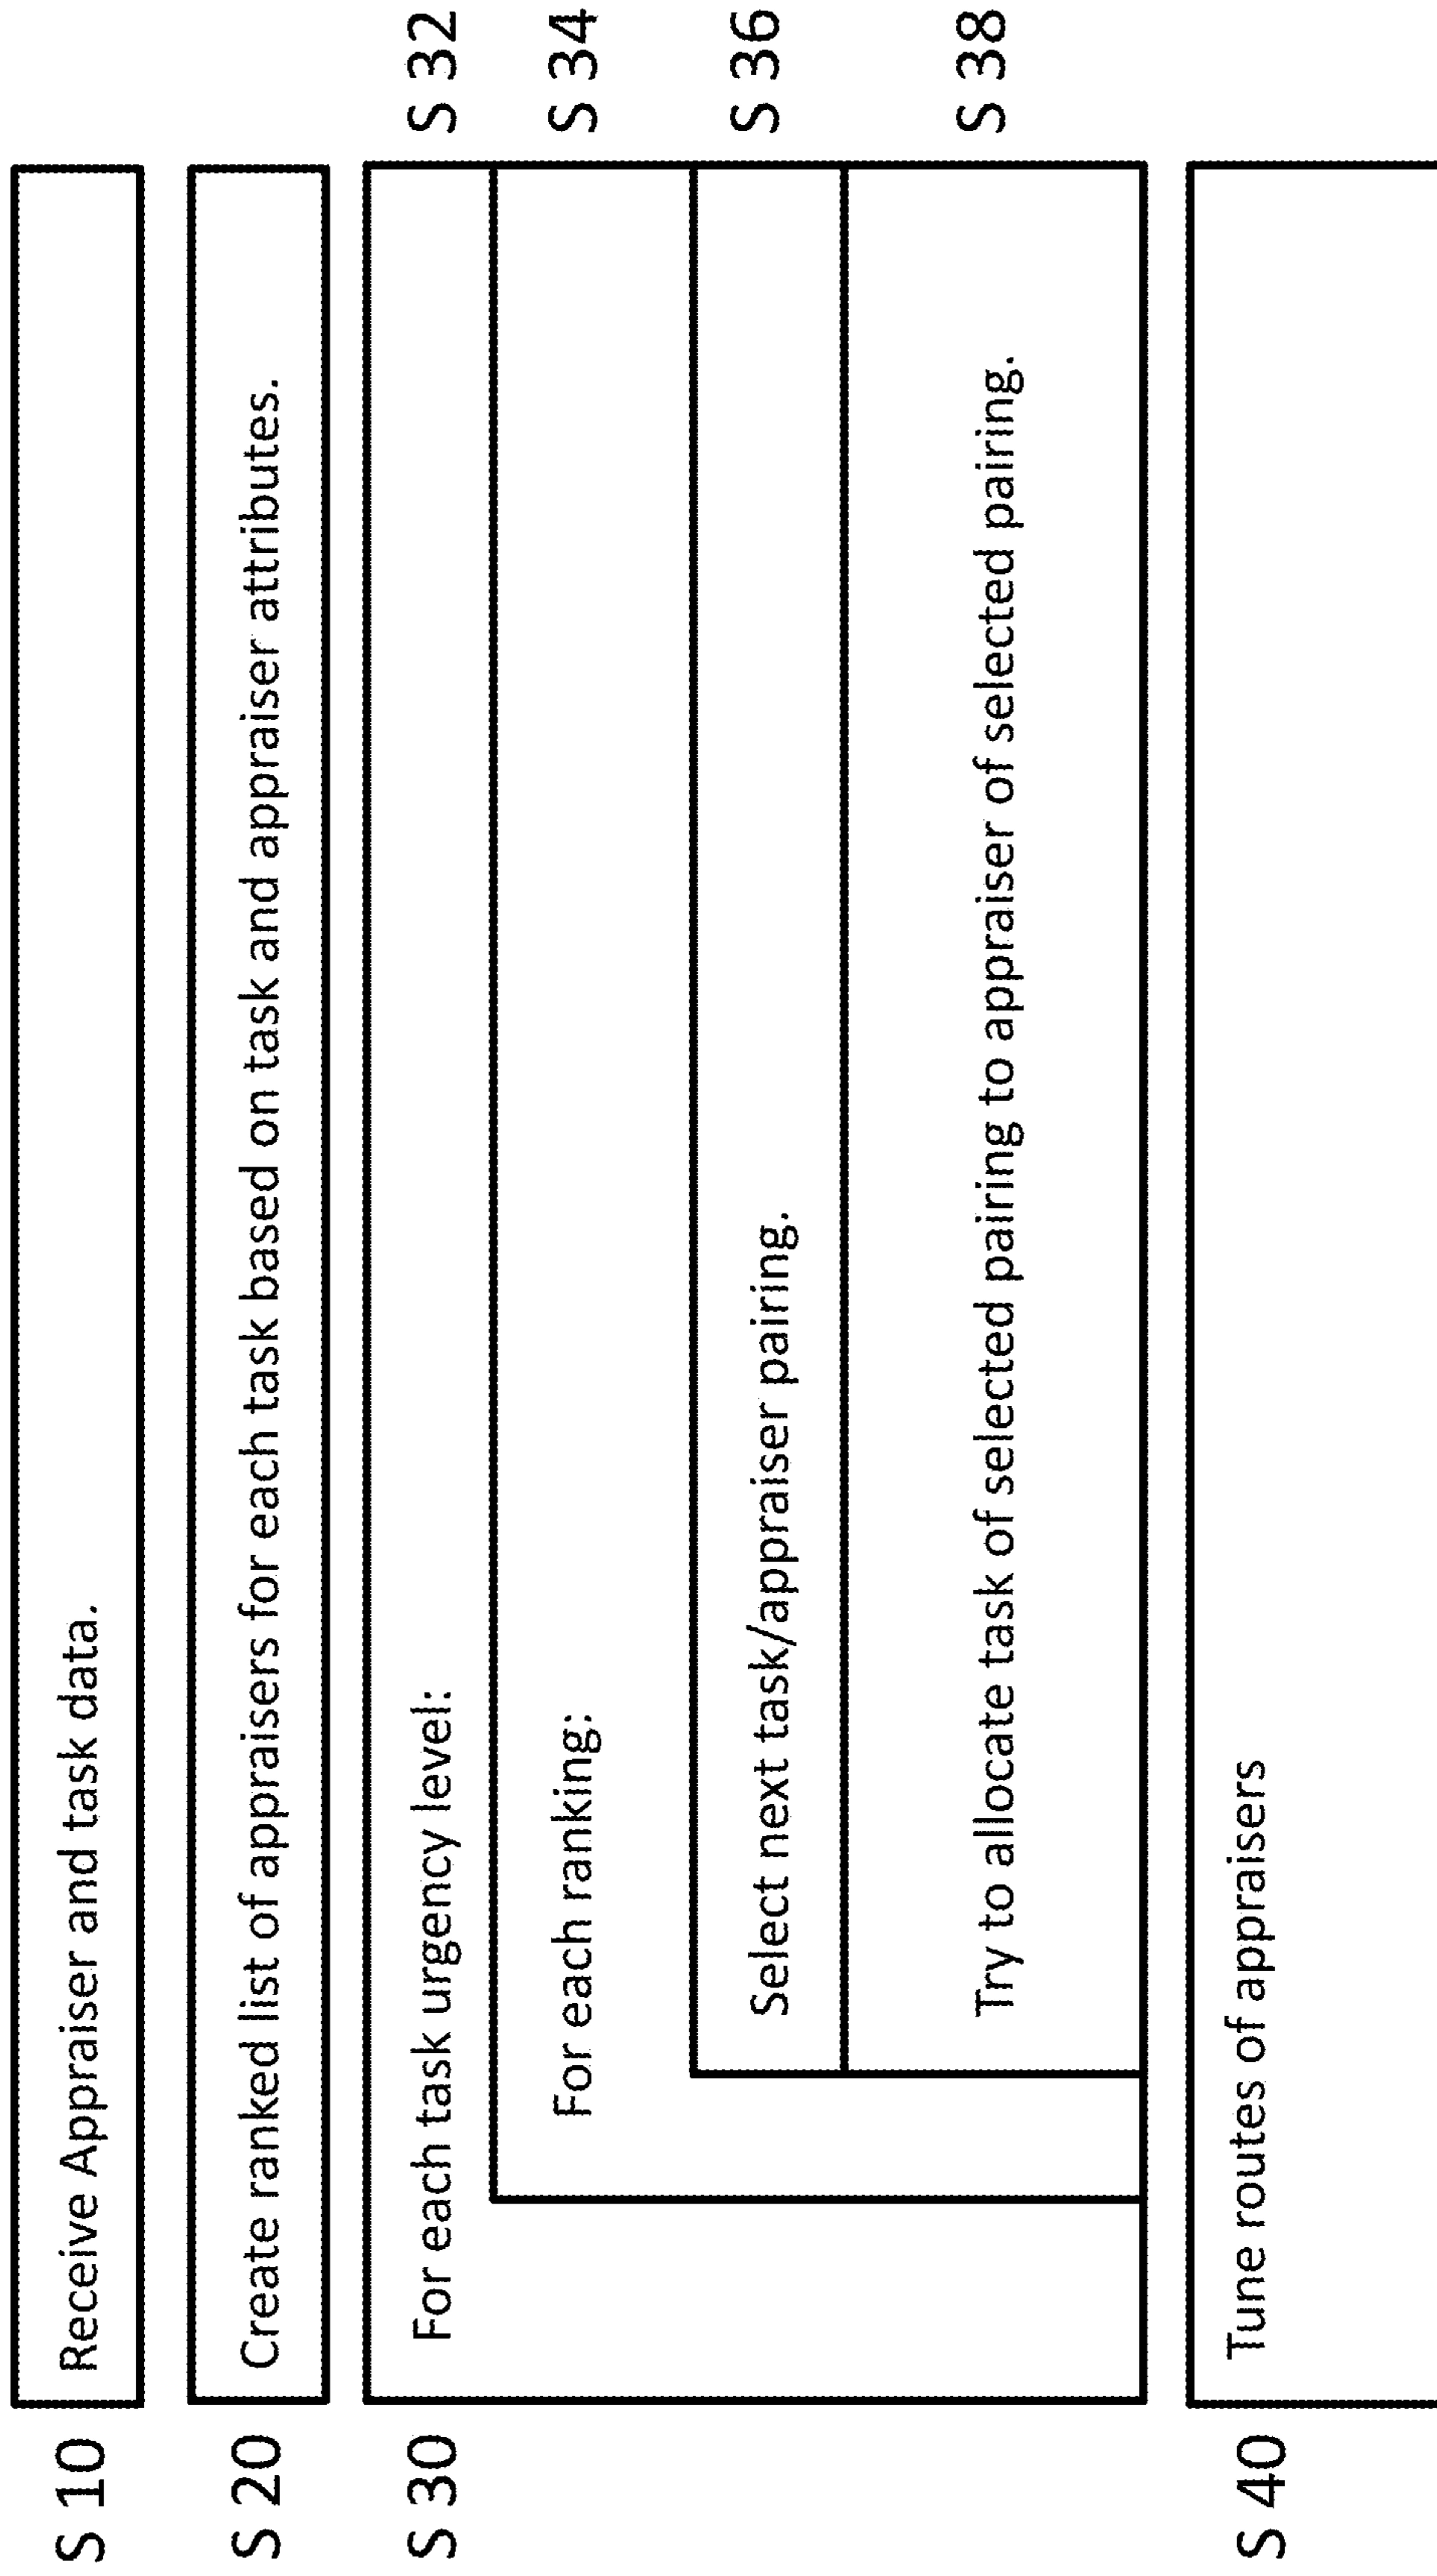 S 10 Receive Appraiser and task data.
S 20 Create ranked list of appraisers for each task based on task and appraiser attributes.
S 30 For each task urgency level: S 32
For each ranking: S 34
Select next task/appraiser pairing. S 36
Try to allocate task of selected pairing to appraiser of selected pairing. S 38
S 40 Tune routes of appraisers